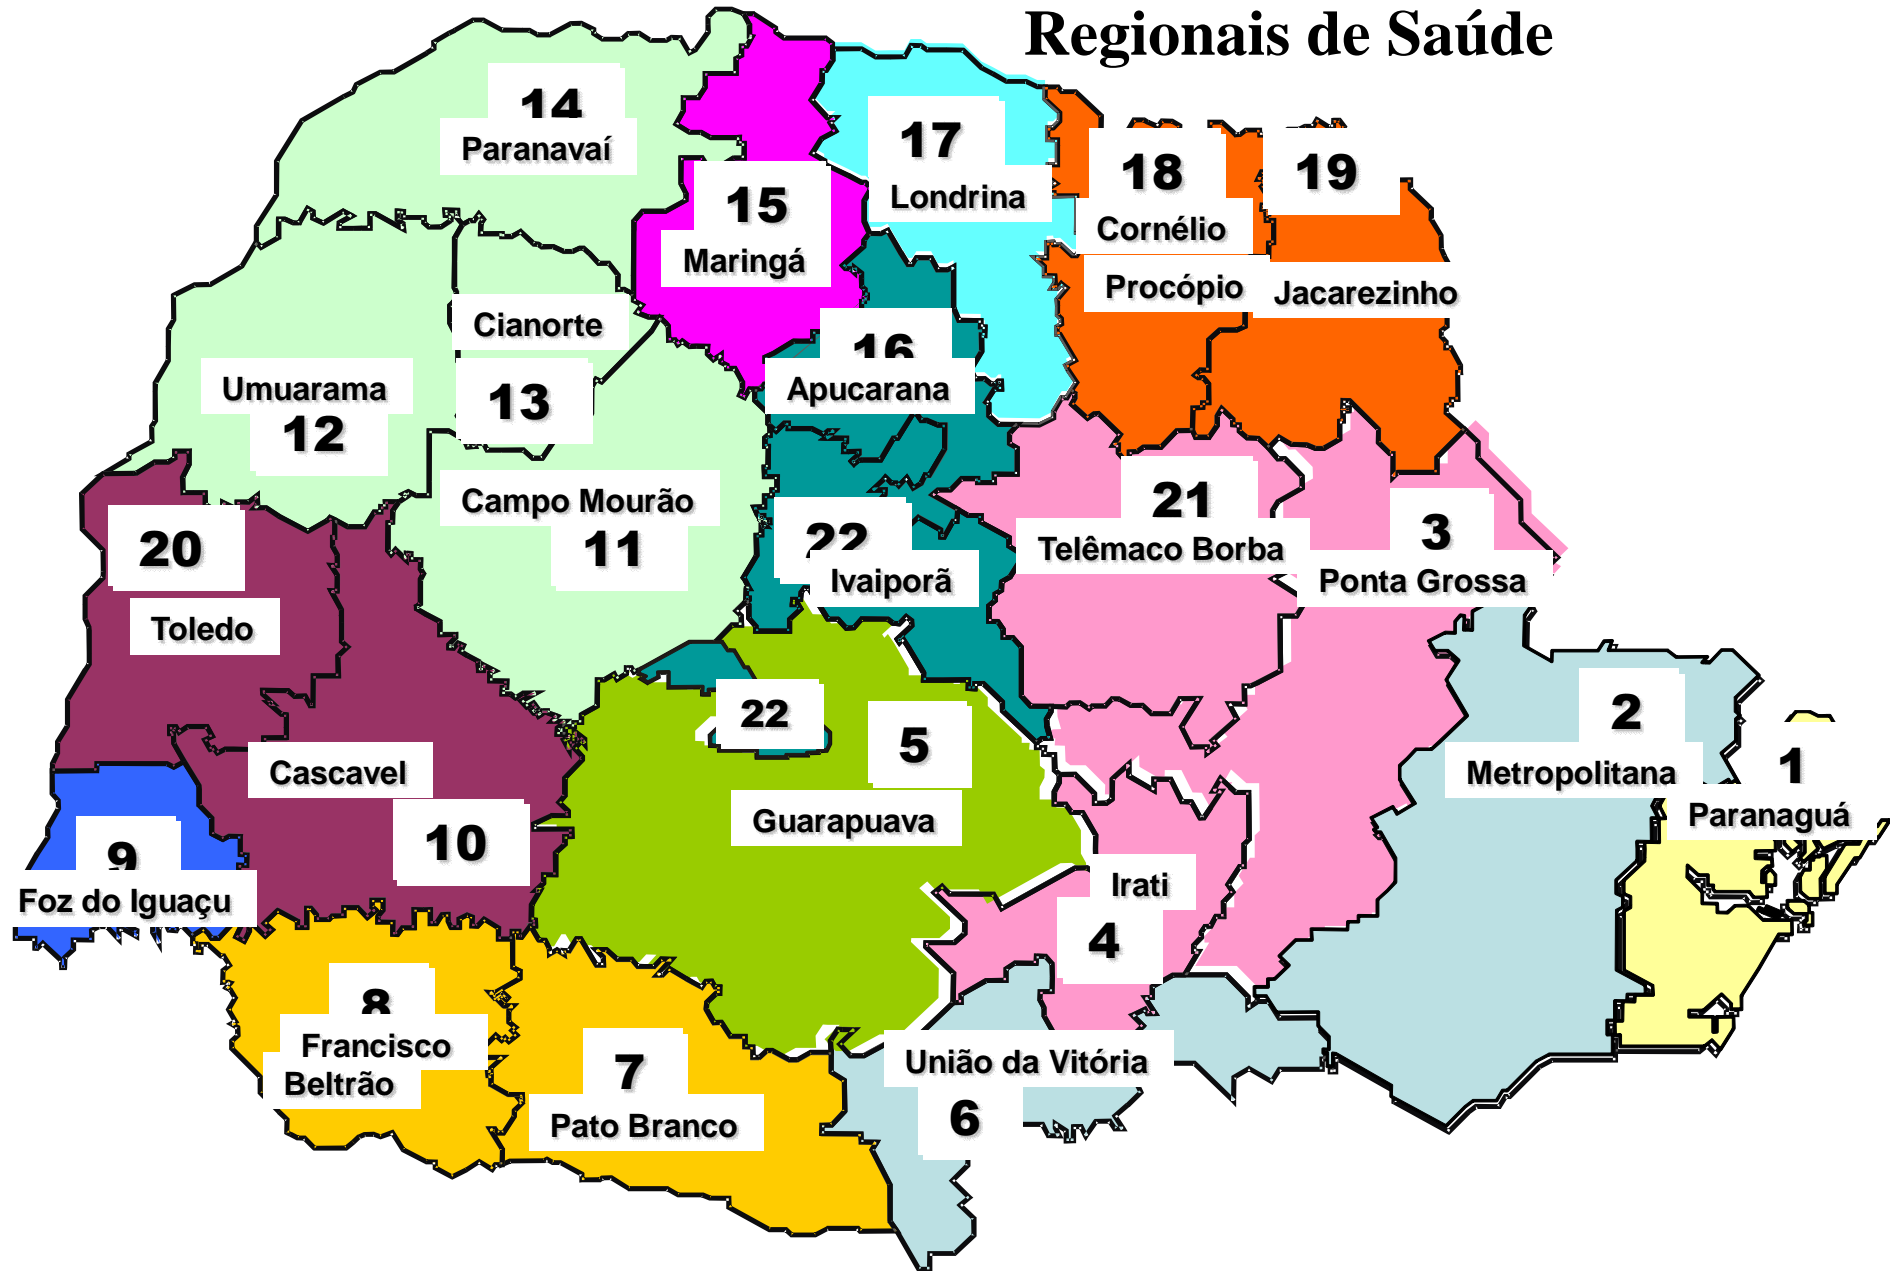 Regionais de Saúde
14
Paranavaí
17
Londrina
18
Cornélio
Procópio
19
Jacarezinho
15
Maringá
Cianorte
13
16
Apucarana
Umuarama
12
Campo Mourão
11
21
Telêmaco Borba
3
Ponta Grossa
20
Toledo
22
Ivaiporã
22
5
Guarapuava
2
Metropolitana
1
Paranaguá
Cascavel
10
9
Foz do Iguaçu
Irati
4
8
Francisco
Beltrão
7
Pato Branco
União da Vitória
6